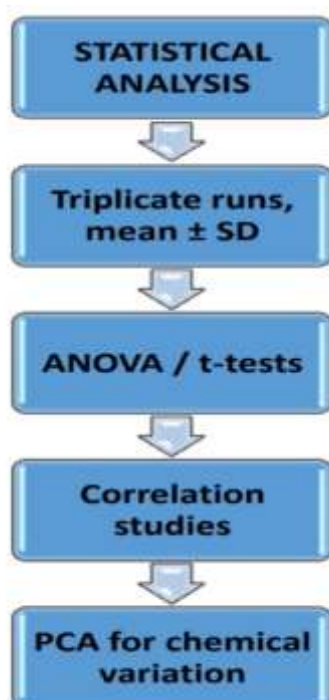 STATISTICAL
ANALYSIS
Triplicate runs,
mean ± SD
ANOVA / t-tests
Correlation
studies
PCA for chemical
variation